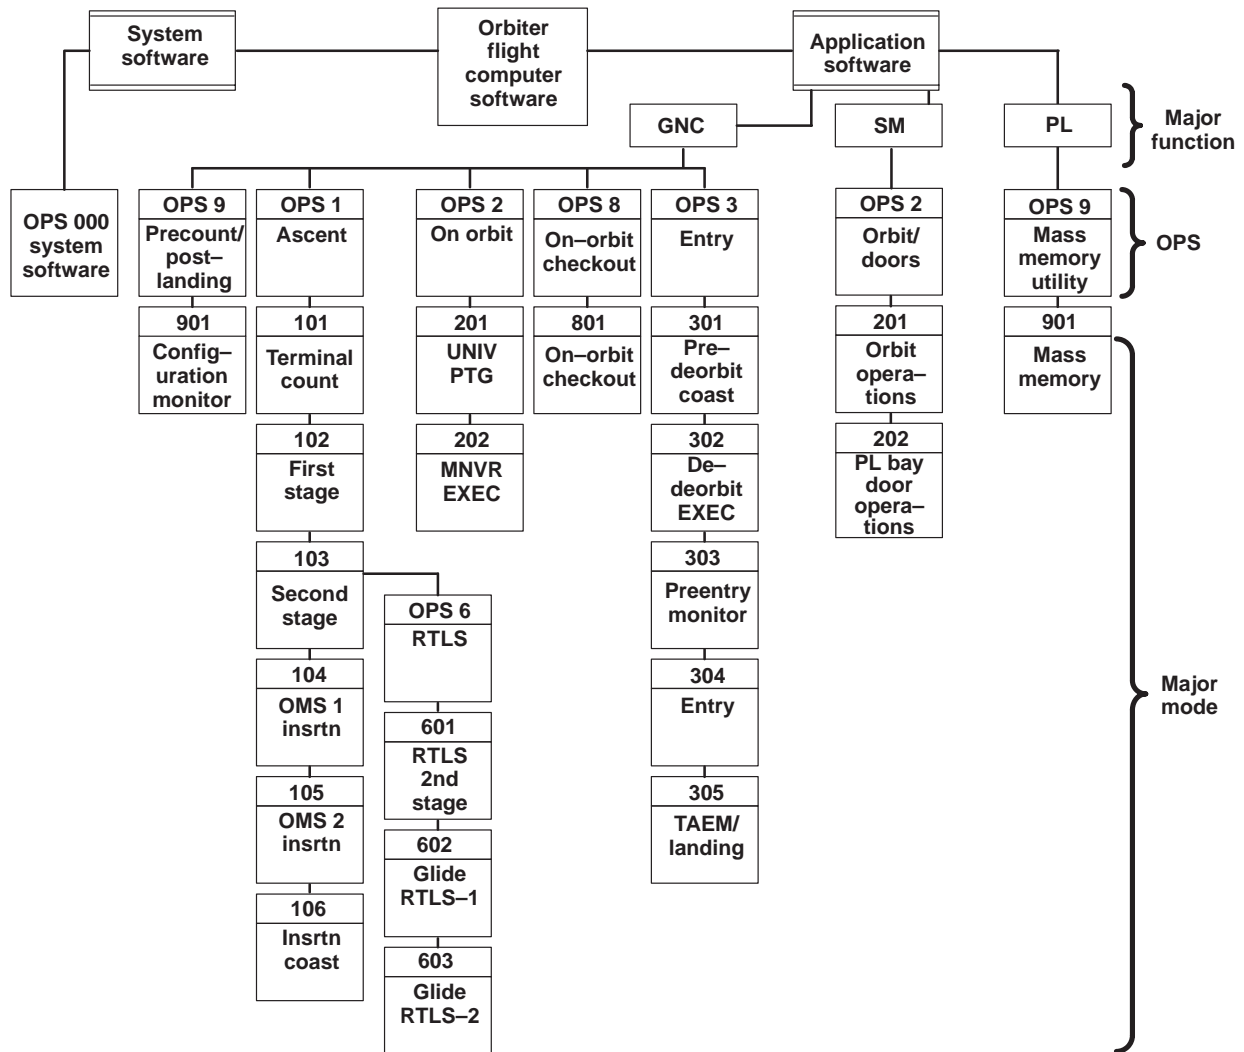 System
software
Orbiter
flight
computer
software
Application
software
GNC
SM
PL
Major
function
OPS 000
system
software
OPS 9
Precount/
post–
landing
OPS 1
Ascent
OPS 2
On orbit
OPS 8
On–orbit
checkout
OPS 3
Entry
OPS 2
Orbit/
doors
OPS 9
Mass
memory
utility
OPS
901
Config–
uration
monitor
101
Terminal
count
201
UNIV
PTG
801
On–orbit
checkout
301
Pre–
deorbit
coast
201
Orbit
opera–
tions
901
Mass
memory
102
First
stage
202
MNVR
EXEC
302
De–
deorbit
EXEC
202
PL bay
door
opera–
tions
103
Second
stage
OPS 6
RTLS
303
Preentry
monitor
104
OMS 1
insrtn
601
RTLS
2nd
stage
304
Entry
Major
mode
105
OMS 2
insrtn
602
Glide
RTLS–1
305
TAEM/
landing
106
Insrtn
coast
603
Glide
RTLS–2